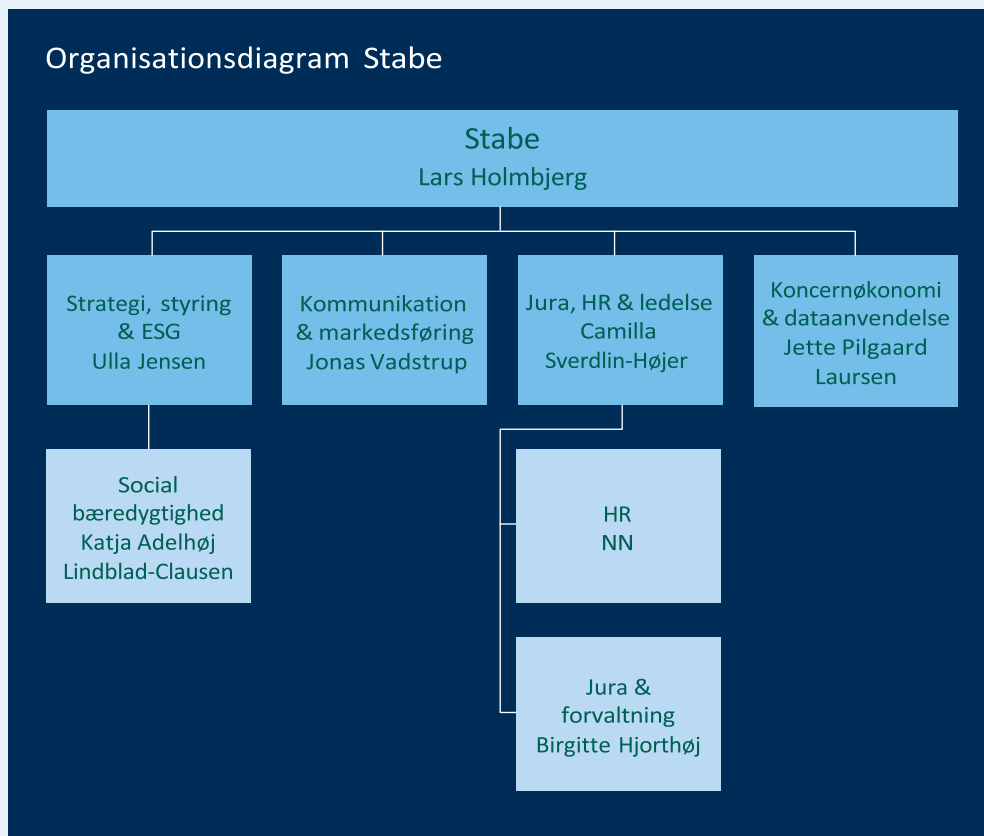 Organisationsdiagram Stabe
Stabe
Lars Holmbjerg
Strategi, styring
& ESG
Ulla Jensen
Kommunikation
& markedsføring
Jonas Vadstrup
Jura, HR & ledelse
Camilla
Sverdlin-Højer
Koncernøkonomi
& dataanvendelse
Jette Pilgaard
Laursen
Social
bæredygtighed
Katja Adelhøj
Lindblad-Clausen
HR
NN
Jura &
forvaltning
Birgitte Hjorthøj